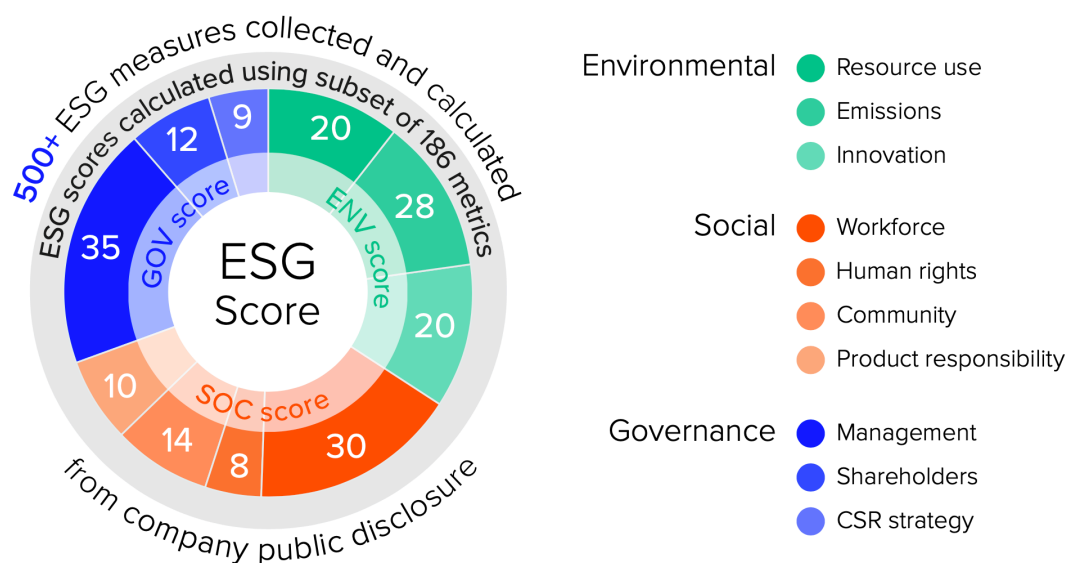 500+ ESG measures collected and calculated
ESG scores calculated using subset of 186 metrics
20
28
20
30
8
14
10
35
12
9
ENV score
SOC score
GOV score
ESG
Score
from company public disclosure
Environmental
Resource use
Emissions
Innovation
Social
Workforce
Human rights
Community
Product responsibility
Governance
Management
Shareholders
CSR strategy